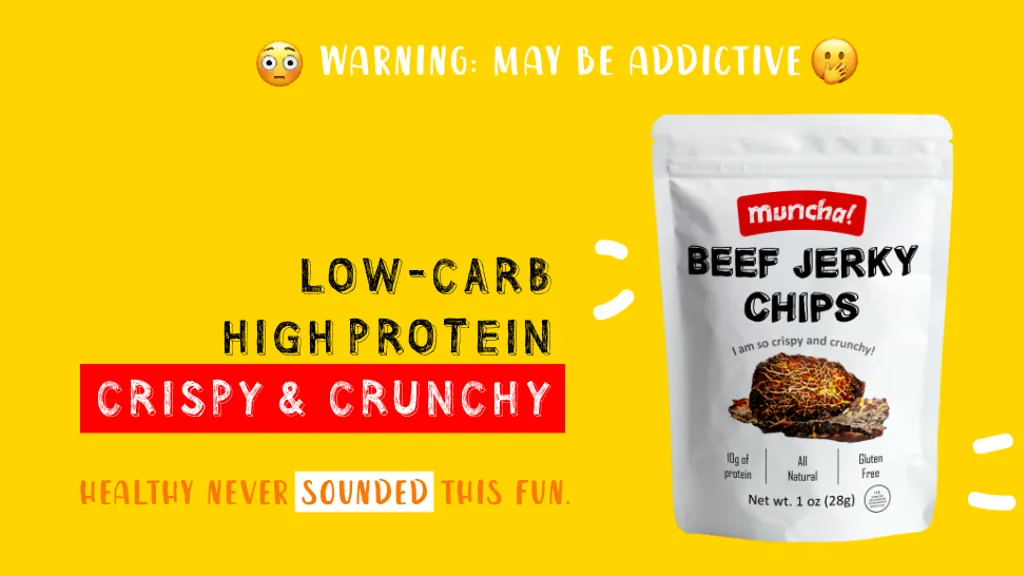 WARNING: MAY BE ADDICTIVE
LOW-CARB
HIGH PROTEIN
CRISPY & CRUNCHY
HEALTHY NEVER SOUNDED THIS FUN.
muncha!
BEEF JERKY
CHIPS
I am so crispy and crunchy!
10g of
protein
All
Natural
Gluten
Free
Net wt. 1 oz (28g)